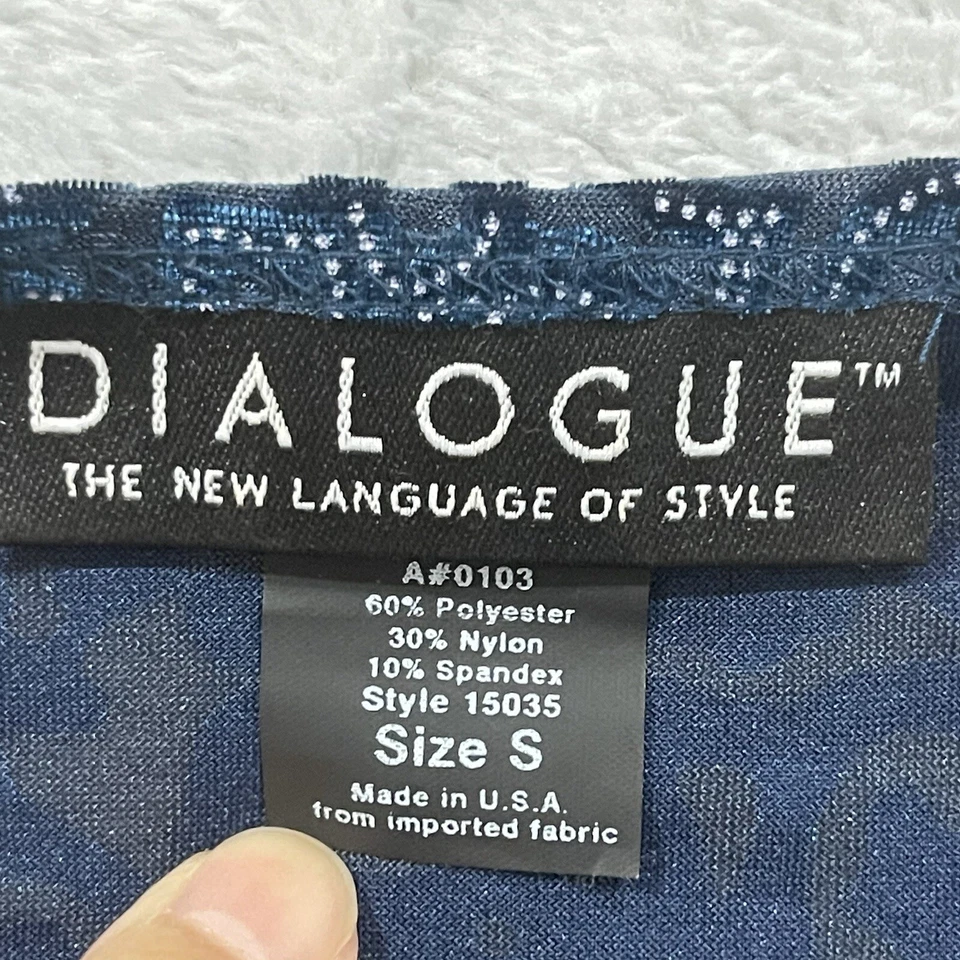 DIALOGUE™
THE NEW LANGUAGE OF STYLE
A#0103
60% Polyester
30% Nylon
10% Spandex
Style 15035
Size S
Made in U.S.A.
from imported fabric